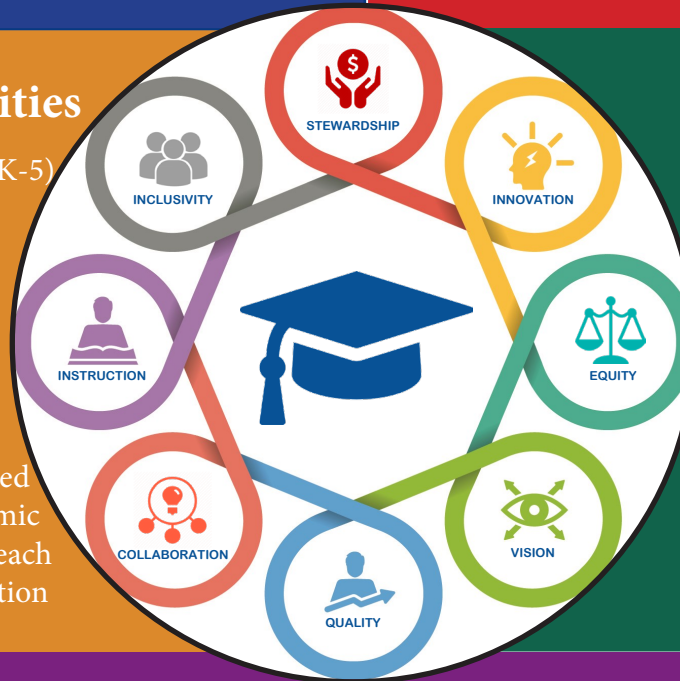 ities
K-5)
ed
mic
each
tion
STEWARDSHIP
INNOVATION
EQUITY
VISION
QUALITY
COLLABORATION
INSTRUCTION
INCLUSIVITY
$